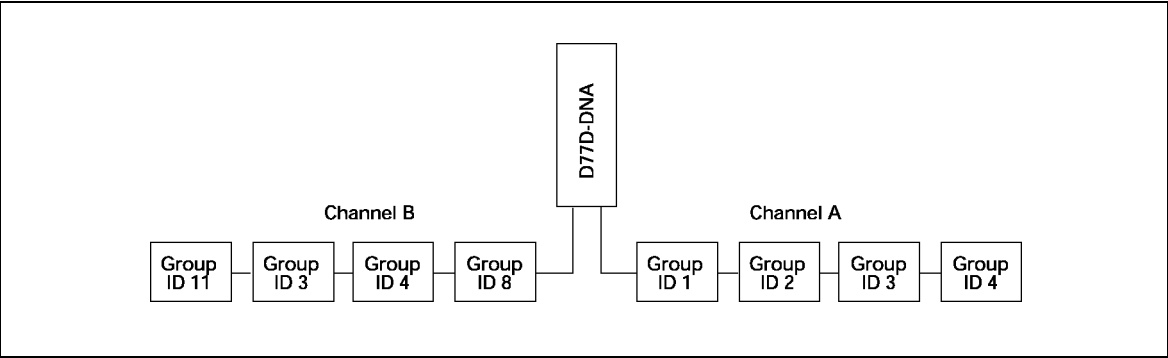 D77D-DNA
Channel B
Channel A
Group
ID 11
Group
ID 3
Group
ID 4
Group
ID 8
Group
ID 1
Group
ID 2
Group
ID 3
Group
ID 4